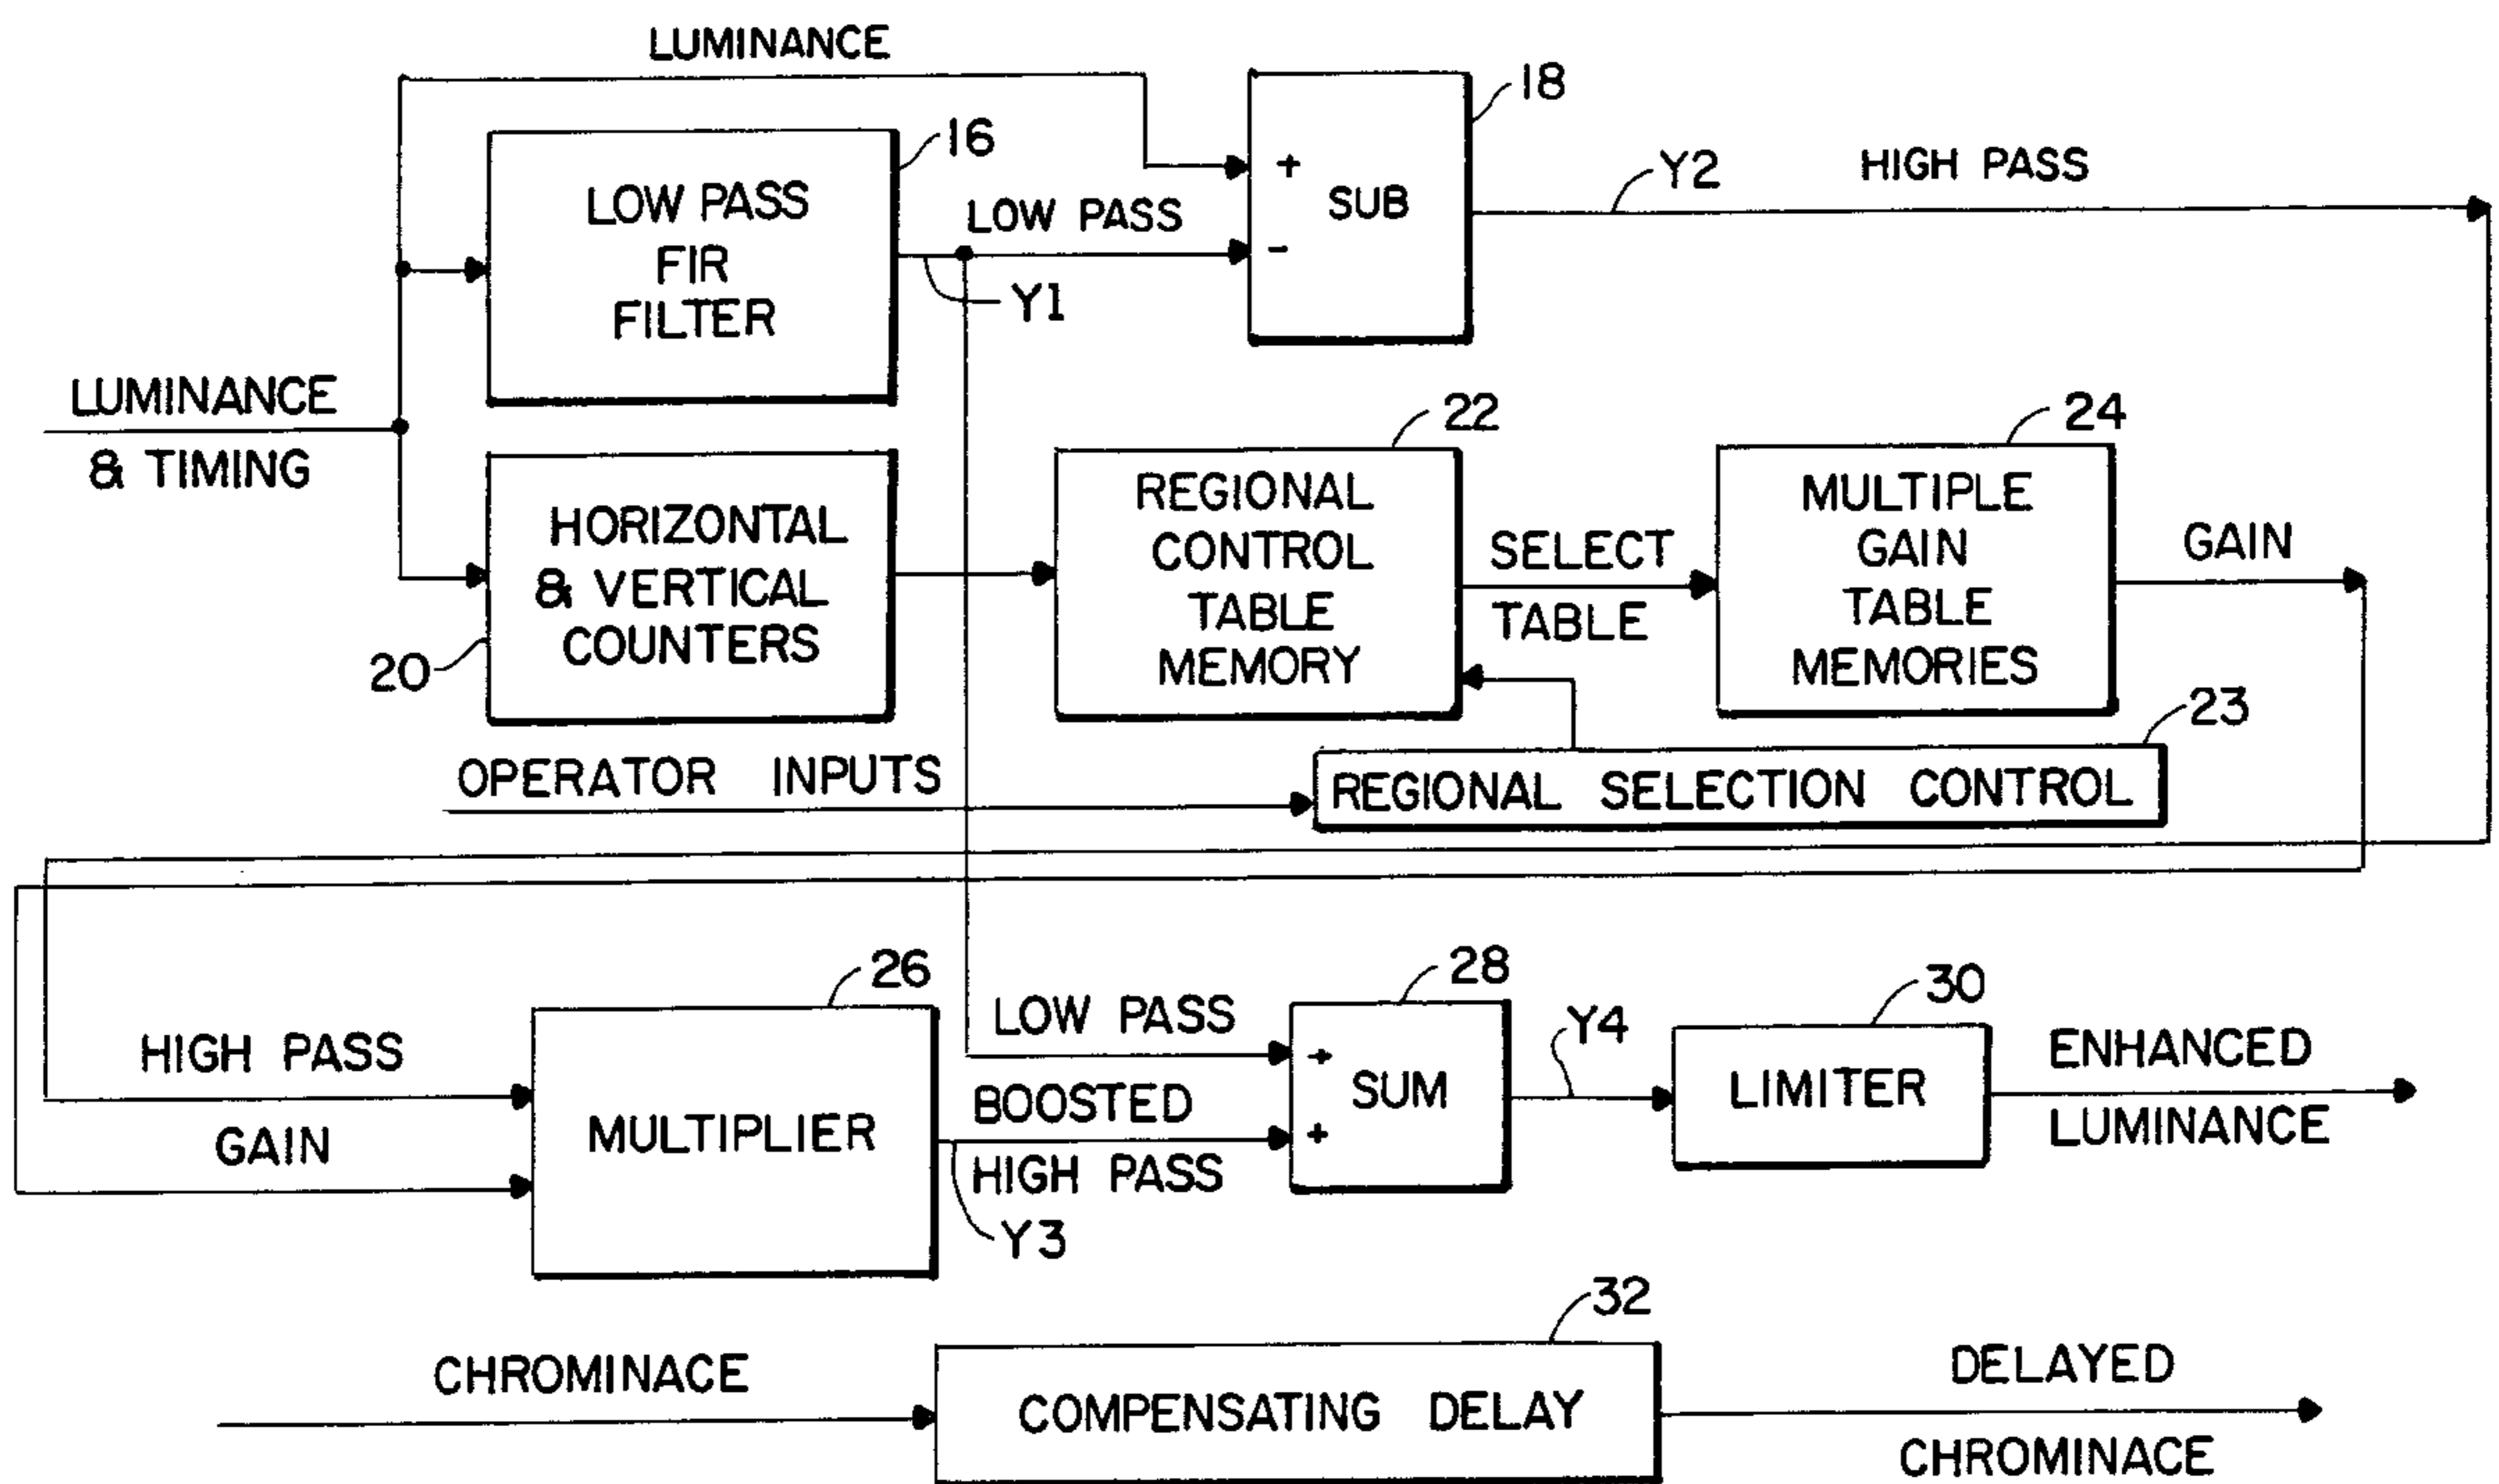 LUMINANCE
18
16
LOW PASS
FIR
FILTER
LOW PASS
Y1
+
SUB
-
Y2
HIGH PASS
LUMINANCE
& TIMING
HORIZONTAL
& VERTICAL
COUNTERS
20
22
REGIONAL
CONTROL
TABLE
MEMORY
SELECT
TABLE
24
MULTIPLE
GAIN
TABLE
MEMORIES
GAIN
23
OPERATOR INPUTS
REGIONAL SELECTION CONTROL
HIGH PASS
GAIN
26
MULTIPLIER
LOW PASS
BOOSTED
HIGH PASS
Y3
28
+
SUM
+
Y4
30
LIMITER
ENHANCED
LUMINANCE
CHROMINACE
32
COMPENSATING DELAY
DELAYED
CHROMINACE